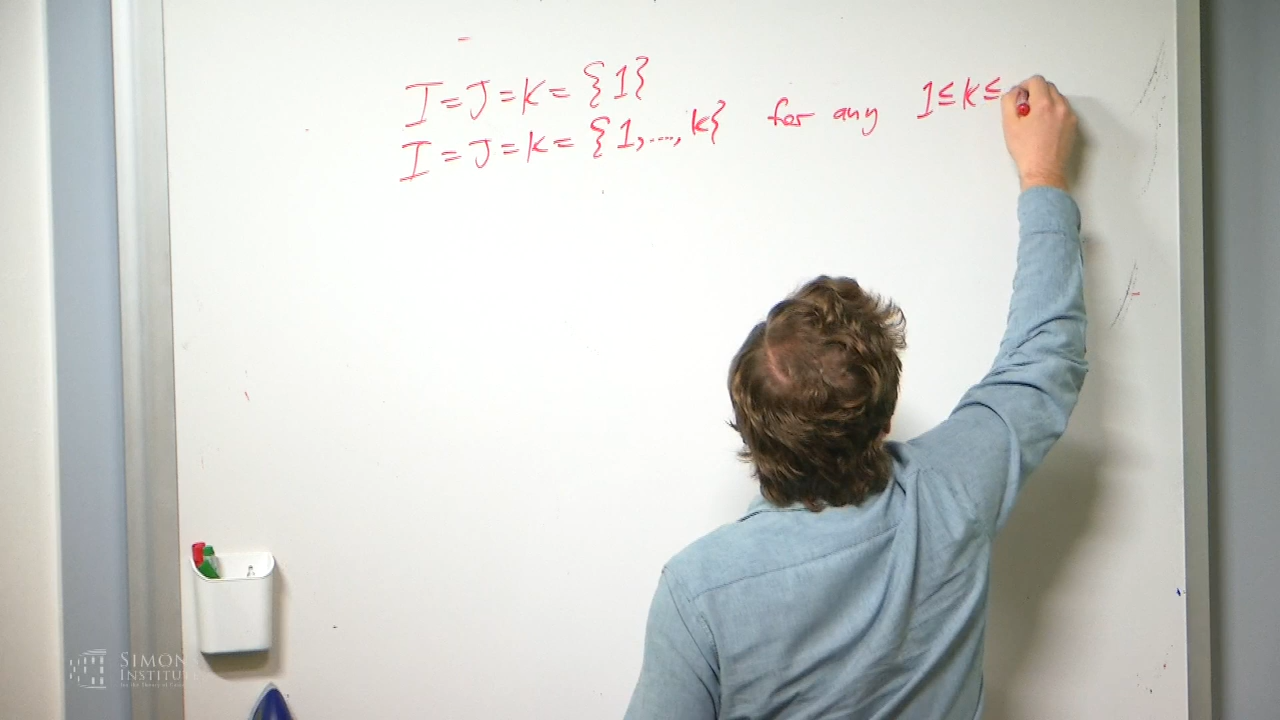 I = J = K = {1}
I = J = K = {1, ..., k} for any 1 ≤ k ≤
SIMONS
INSTITUTE